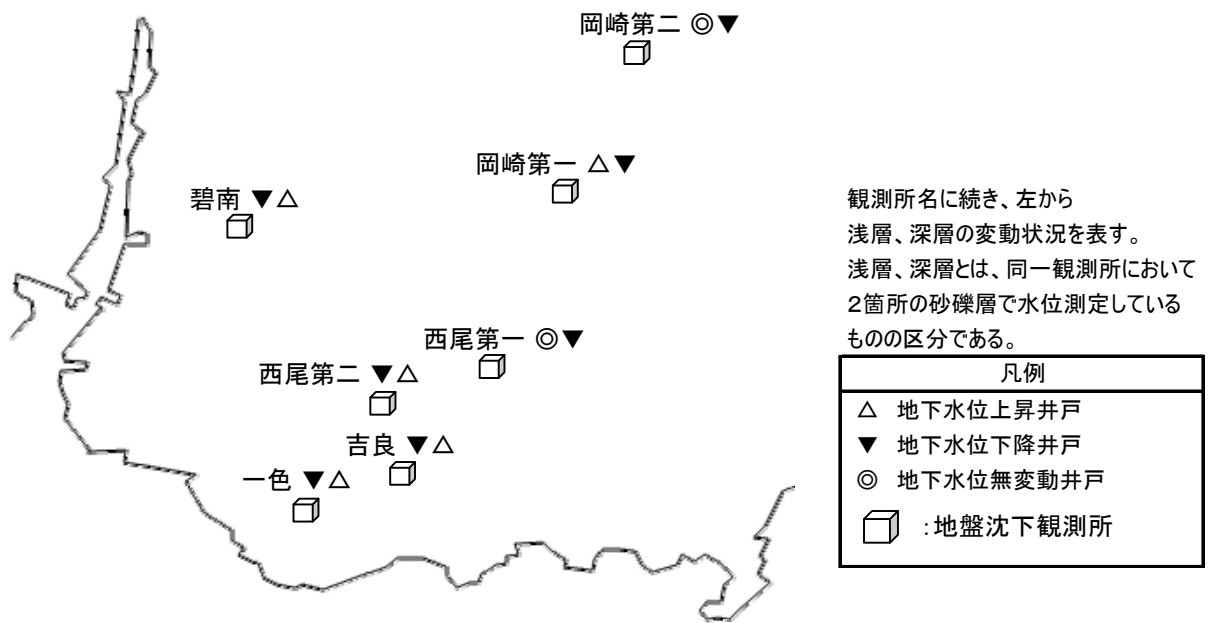 岡崎第二 ◎▼
岡崎第一 △▼
碧南 ▼△
西尾第一 ◎▼
西尾第二 ▼△
吉良 ▼△
一色 ▼△
観測所名に続き、左から
浅層、深層の変動状況を表す。
浅層、深層とは、同一観測所において
2箇所の砂礫層で水位測定している
ものの区分である。
凡例
△ 地下水位上昇井戸
▼ 地下水位下降井戸
◎ 地下水位無変動井戸
:地盤沈下観測所